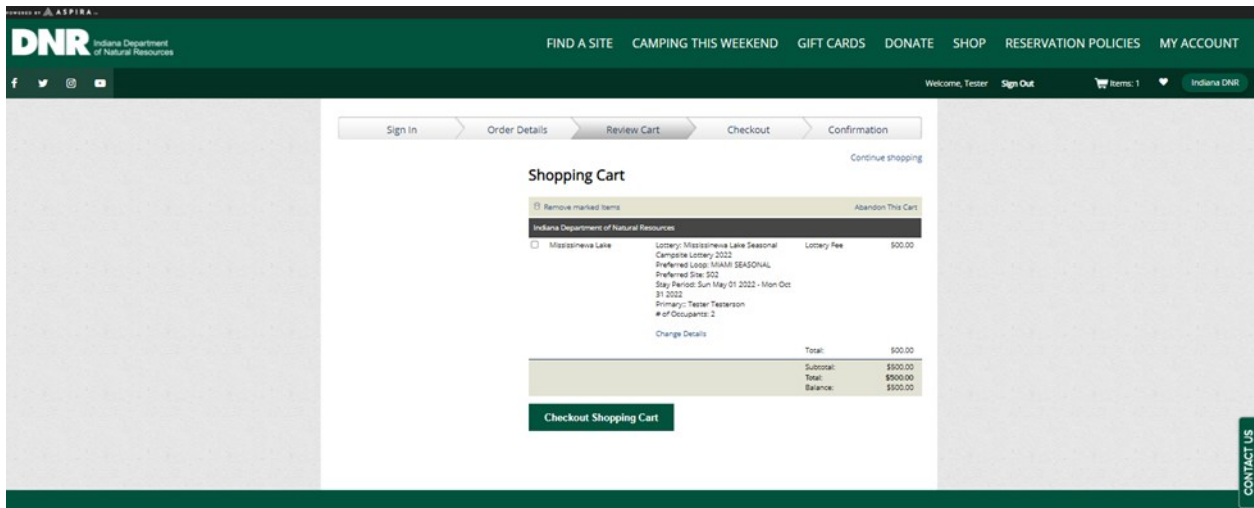 POWERED BY ASPIRA
DNR Indiana Department
of Natural Resources
FIND A SITE CAMPING THIS WEEKEND GIFT CARDS DONATE SHOP RESERVATION POLICIES MY ACCOUNT
Welcome, Tester Sign Out Items: 1 Indiana DNR
Sign In Order Details Review Cart Checkout Confirmation
Continue shopping
Shopping Cart
Remove marked items Abandon This Cart
Indiana Department of Natural Resources
Mississinewa Lake Lottery: Mississinewa Lake Seasonal Lottery Fee 500.00
Campsite Lottery 2022
Preferred Loop: MIAMI SEASONAL
Preferred Site: S02
Stay Period: Sun May 01 2022 - Mon Oct
31 2022
Primary:: Tester Testerson
# of Occupants: 2
Change Details
Total: 500.00
Subtotal: $500.00
Total: $500.00
Balance: $500.00
Checkout Shopping Cart
CONTACT US